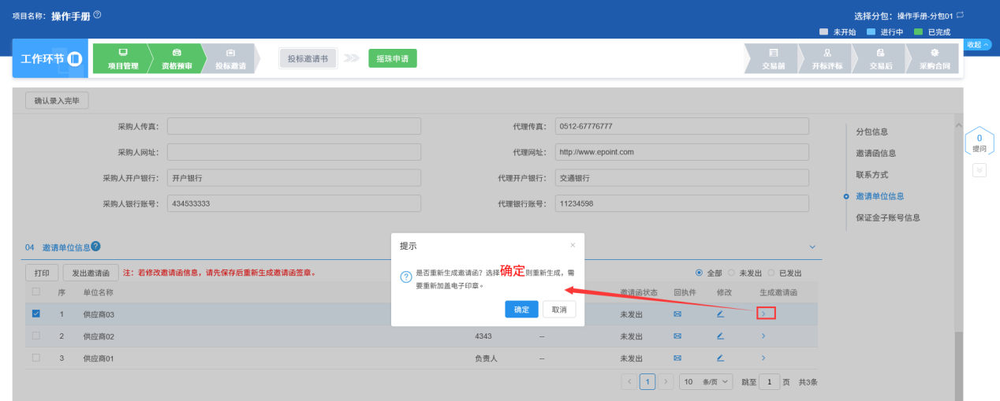 项目名称: 操作手册
选择分包: 操作手册-分包01
未开始 进行中 已完成
收起
工作环节 项目管理 资格预审 投标邀请 投标邀请书 摇珠申请 交易前 开标评标 交易后 采购合同
确认录入完毕
采购人传真: 代理传真: 0512-67776777
采购人网址: 代理网址: http://www.epoint.com
采购人开户银行: 开户银行 代理开户银行: 交通银行
采购人银行账号: 434533333 代理银行账号: 11234598
分包信息
邀请函信息
联系方式
邀请单位信息
保证金子账号信息
0
提问
04 邀请单位信息
打印 发出邀请函 注：若修改邀请函信息，请先保存后重新生成邀请函签章。
全部 未发出 已发出
序 单位名称 邀请函状态 回执件 修改 生成邀请函
1 供应商03 未发出
2 供应商02 4343 -- 未发出
3 供应商01 负责人 -- 未发出
1 10 条/页 跳至 1 页 共3条
提示
是否重新生成邀请函? 选择确定则重新生成，需
要重新加盖电子印章。
确定 取消